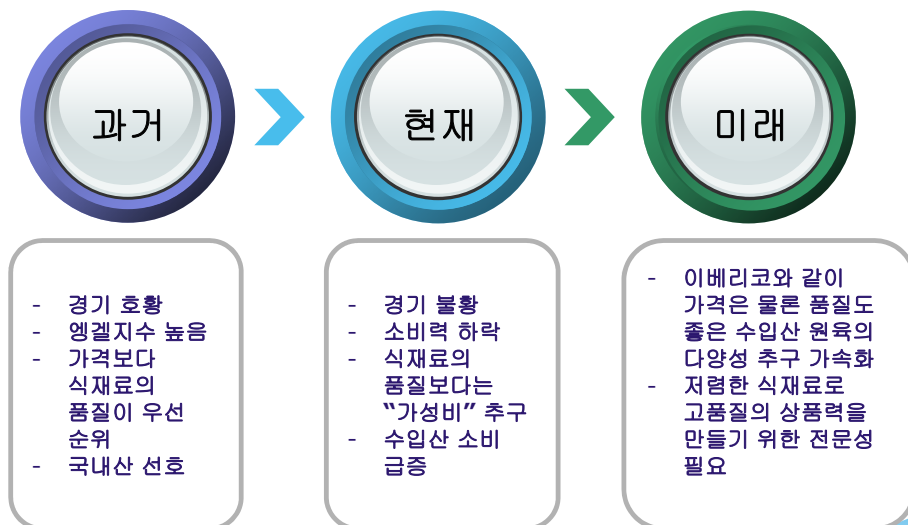 과거
현재
미래
- 경기 호황
- 엥겔지수 높음
- 가격보다
식재료의
품질이 우선
순위
- 국내산 선호
- 경기 불황
- 소비력 하락
- 식재료의
품질보다는
“가성비” 추구
- 수입산 소비
급증
- 이베리코와 같이
가격은 물론 품질도
좋은 수입산 원육의
다양성 추구 가속화
- 저렴한 식재료로
고품질의 상품력을
만들기 위한 전문성
필요